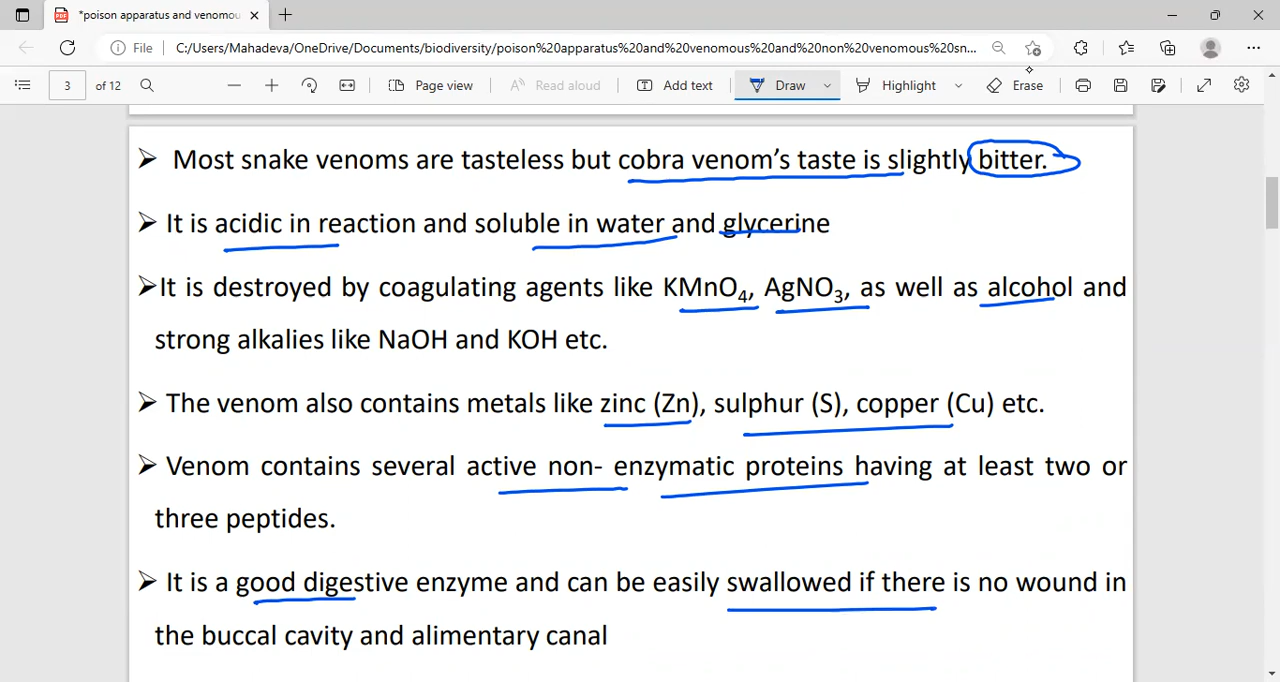 *poison apparatus and venomou
File C:/Users/Mahadeva/OneDrive/Documents/biodiversity/poison%20apparatus%20and%20venomous%20and%20non%20venomous%20sn...
3 of 12 Page view Read aloud Add text Draw Highlight Erase
➢ Most snake venoms are tasteless but cobra venom's taste is slightly bitter.
➢ It is acidic in reaction and soluble in water and glycerine
➢It is destroyed by coagulating agents like KMnO₄, AgNO₃, as well as alcohol and
strong alkalies like NaOH and KOH etc.
➢ The venom also contains metals like zinc (Zn), sulphur (S), copper (Cu) etc.
➢ Venom contains several active non- enzymatic proteins having at least two or
three peptides.
➢ It is a good digestive enzyme and can be easily swallowed if there is no wound in
the buccal cavity and alimentary canal